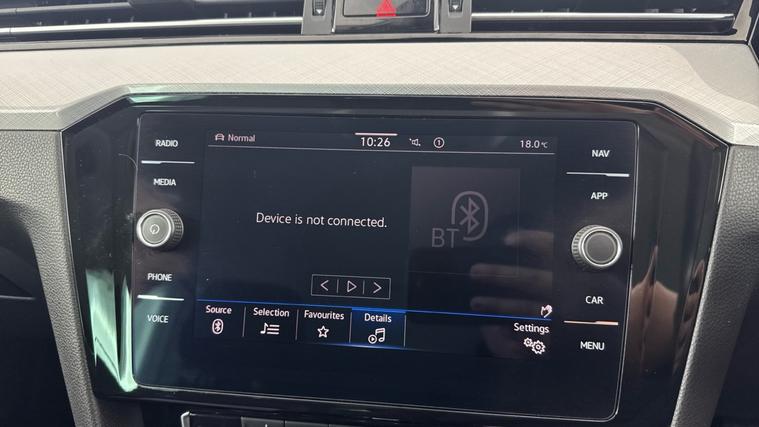 RADIO
MEDIA
PHONE
VOICE
Normal
10:26
1
18.0°C
Device is not connected.
BT
Source
Selection
Favourites
Details
Settings
NAV
APP
CAR
MENU